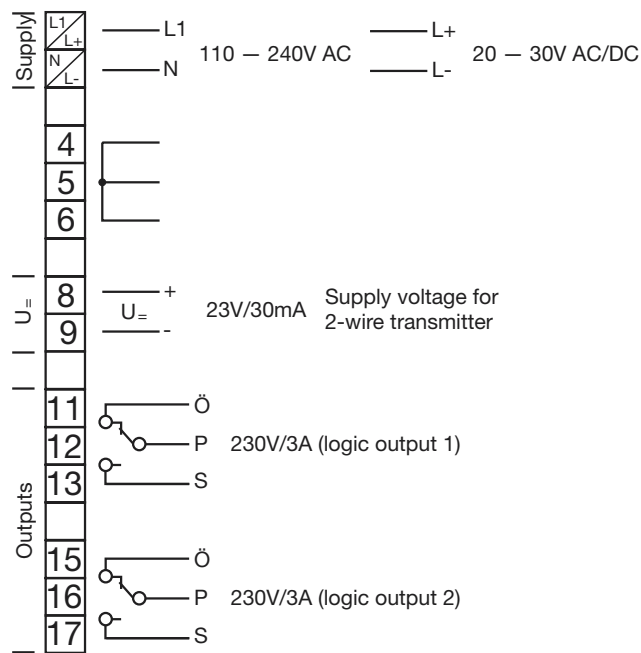 Supply
L1
L+
L1
110 — 240V AC
L+
20 — 30V AC/DC
N
L-
N
L-
4
5
6
U=
8
+
U=
23V/30mA
Supply voltage for
2-wire transmitter
9
-
Outputs
11
Ö
12
P
230V/3A (logic output 1)
13
S
15
Ö
16
P
230V/3A (logic output 2)
17
S